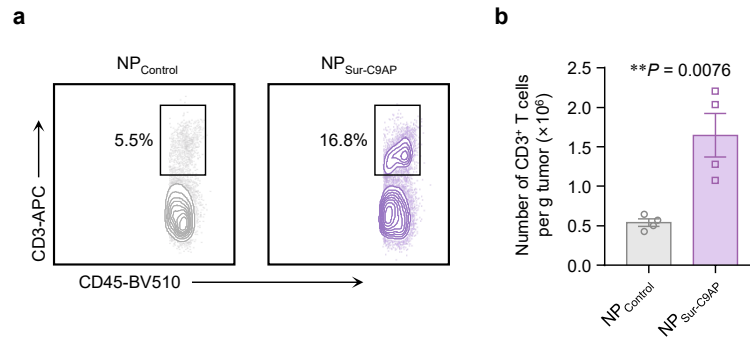 a
NPControl
NPSur-C9AP
5.5%
16.8%
CD3-APC
CD45-BV510
b
**P = 0.0076
Number of CD3+ T cells
per g tumor (×10⁶)
2.5
2.0
1.5
1.0
0.5
0.0
NPControl
NPSur-C9AP